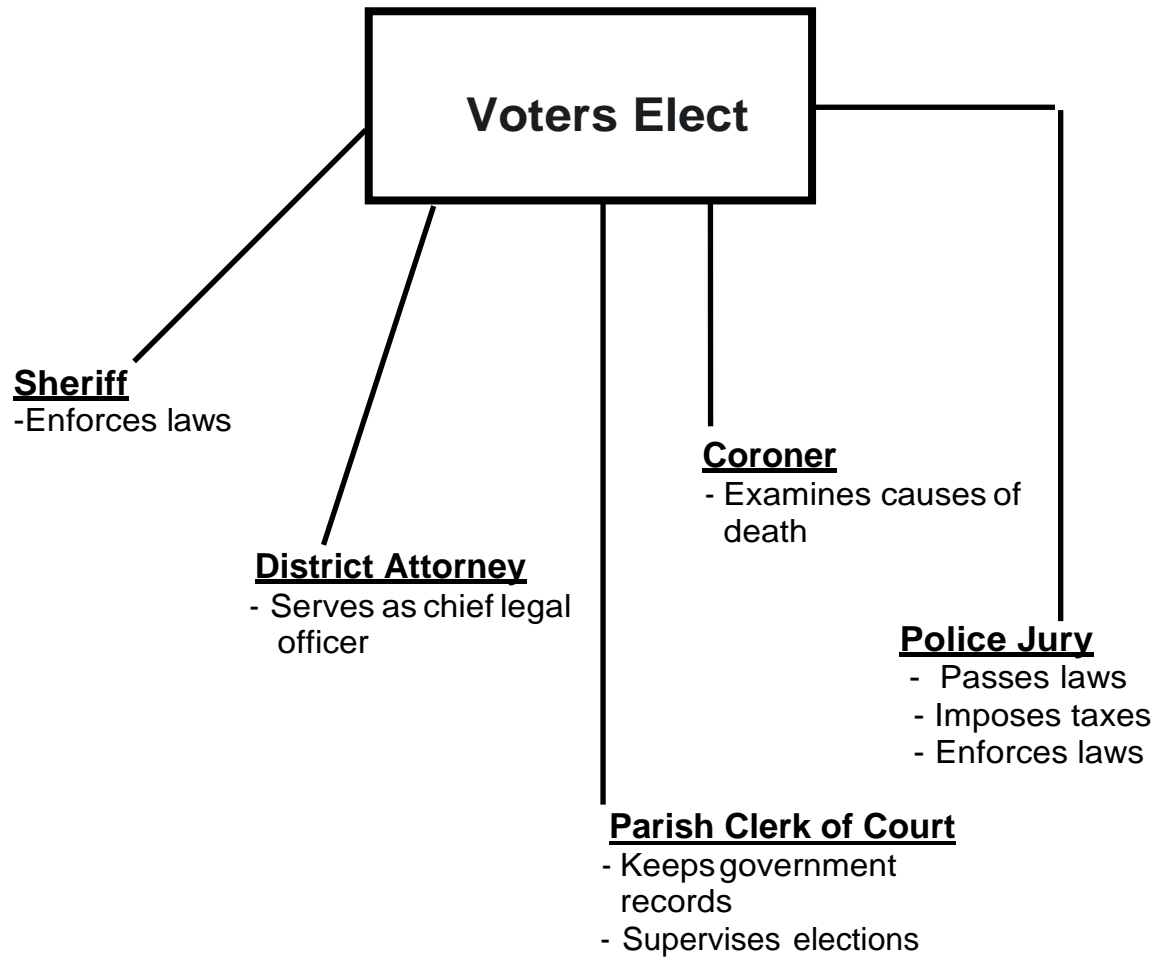 Voters Elect
Sheriff
-Enforces laws
Coroner
- Examines causes of
death
District Attorney
- Serves as chief legal
officer
Police Jury
- Passes laws
- Imposes taxes
- Enforces laws
Parish Clerk of Court
- Keeps government
records
- Supervises elections